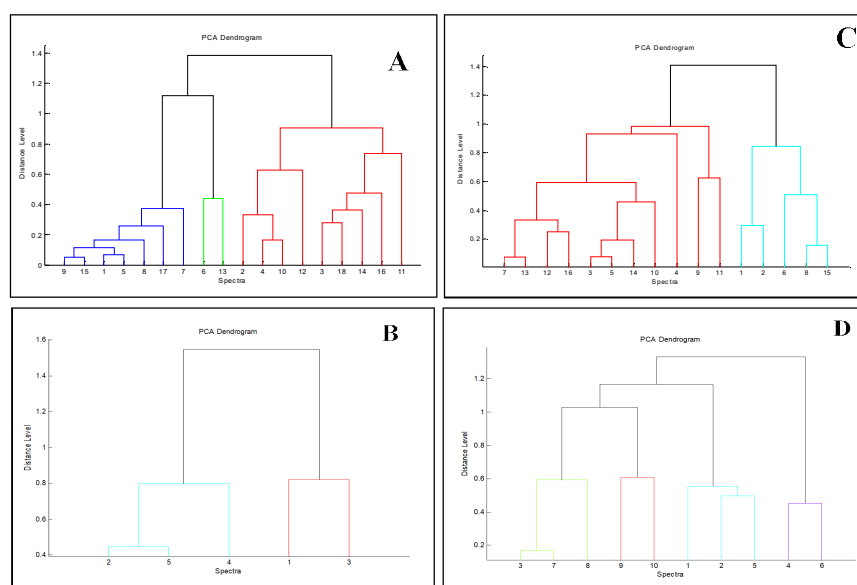 A
PCA Dendrogram
Distance Level
1.4
1.2
1
0.8
0.6
0.4
0.2
0
9 15 1 5 8 17 7 6 13 2 4 10 12 3 18 14 16 11
Spectra
C
PCA Dendrogram
Distance Level
1.4
1.2
1
0.8
0.6
0.4
0.2
7 13 12 16 3 5 14 10 4 9 11 1 2 6 8 15
Spectra
B
PCA Dendrogram
Distance Level
1.6
1.4
1.2
1
0.8
0.6
0.4
2 5 4 1 3
Spectra
D
PCA Dendrogram
Distance Level
1.2
1
0.8
0.6
0.4
0.2
3 7 8 9 10 1 2 5 4 6
Spectra